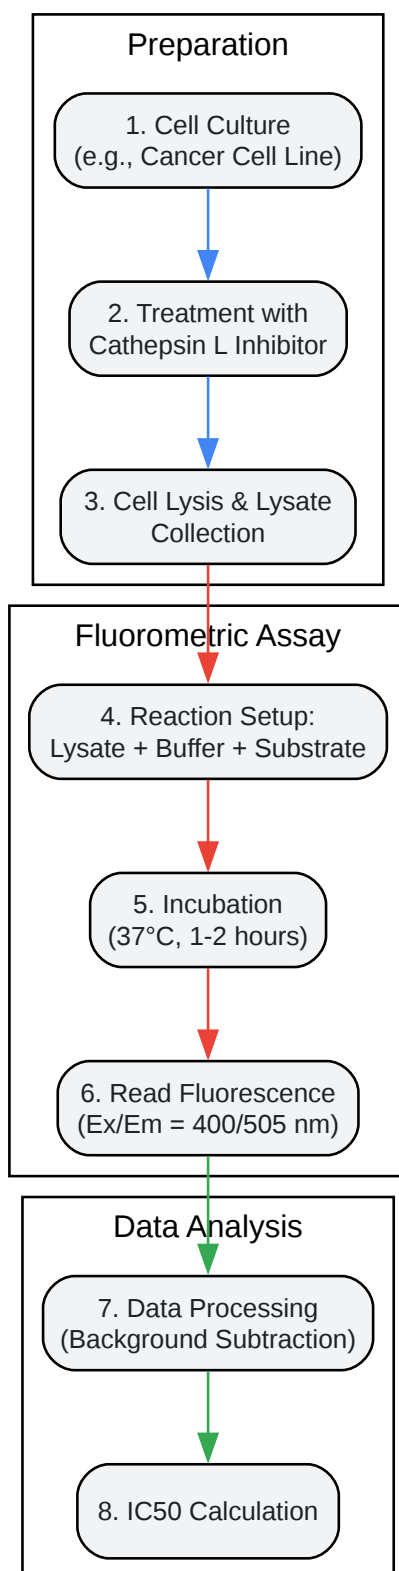 Preparation
1. Cell Culture
(e.g., Cancer Cell Line)
2. Treatment with
Cathepsin L Inhibitor
3. Cell Lysis & Lysate
Collection
Fluorometric Assay
4. Reaction Setup:
Lysate + Buffer + Substrate
5. Incubation
(37°C, 1-2 hours)
6. Read Fluorescence
(Ex/Em = 400/505 nm)
Data Analysis
7. Data Processing
(Background Subtraction)
8. IC50 Calculation